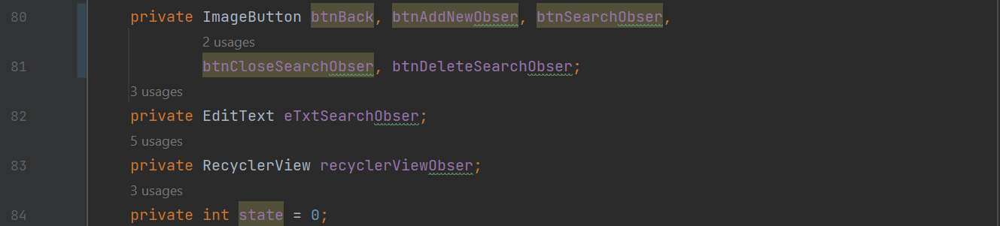 80 private ImageButton btnBack, btnAddNewObser, btnSearchObser,
2 usages
81 btnCloseSearchObser, btnDeleteSearchObser;
3 usages
82 private EditText eTxtSearchObser;
5 usages
83 private RecyclerView recyclerViewObser;
3 usages
84 private int state = 0;